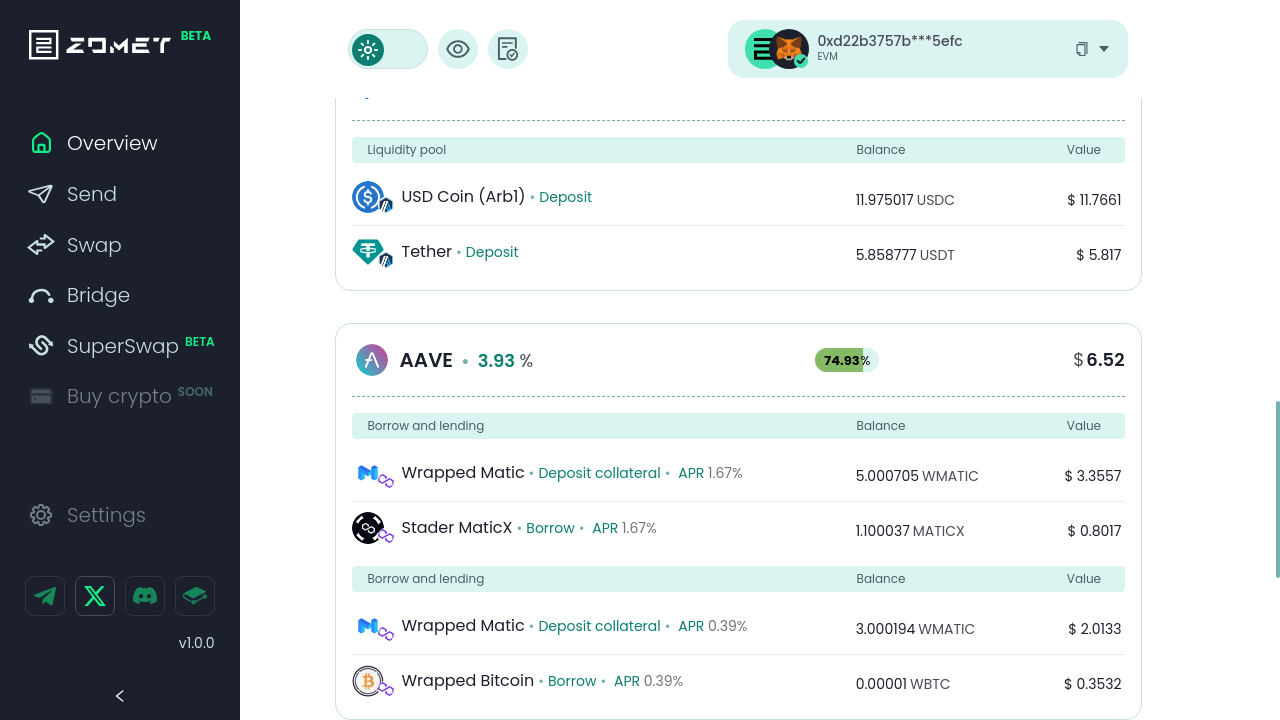 ZOMET BETA
Overview
Send
Swap
Bridge
SuperSwap BETA
Buy crypto SOON
Settings
v1.0.0
0xd22b3757b***5efc
EVM
Liquidity pool Balance Value
USD Coin (Arb1) • Deposit 11.975017 USDC $ 11.7661
Tether • Deposit 5.858777 USDT $ 5.817
AAVE • 3.93 % 74.93% $ 6.52
Borrow and lending Balance Value
Wrapped Matic • Deposit collateral • APR 1.67% 5.000705 WMATIC $ 3.3557
Stader MaticX • Borrow • APR 1.67% 1.100037 MATICX $ 0.8017
Borrow and lending Balance Value
Wrapped Matic • Deposit collateral • APR 0.39% 3.000194 WMATIC $ 2.0133
Wrapped Bitcoin • Borrow • APR 0.39% 0.00001 WBTC $ 0.3532